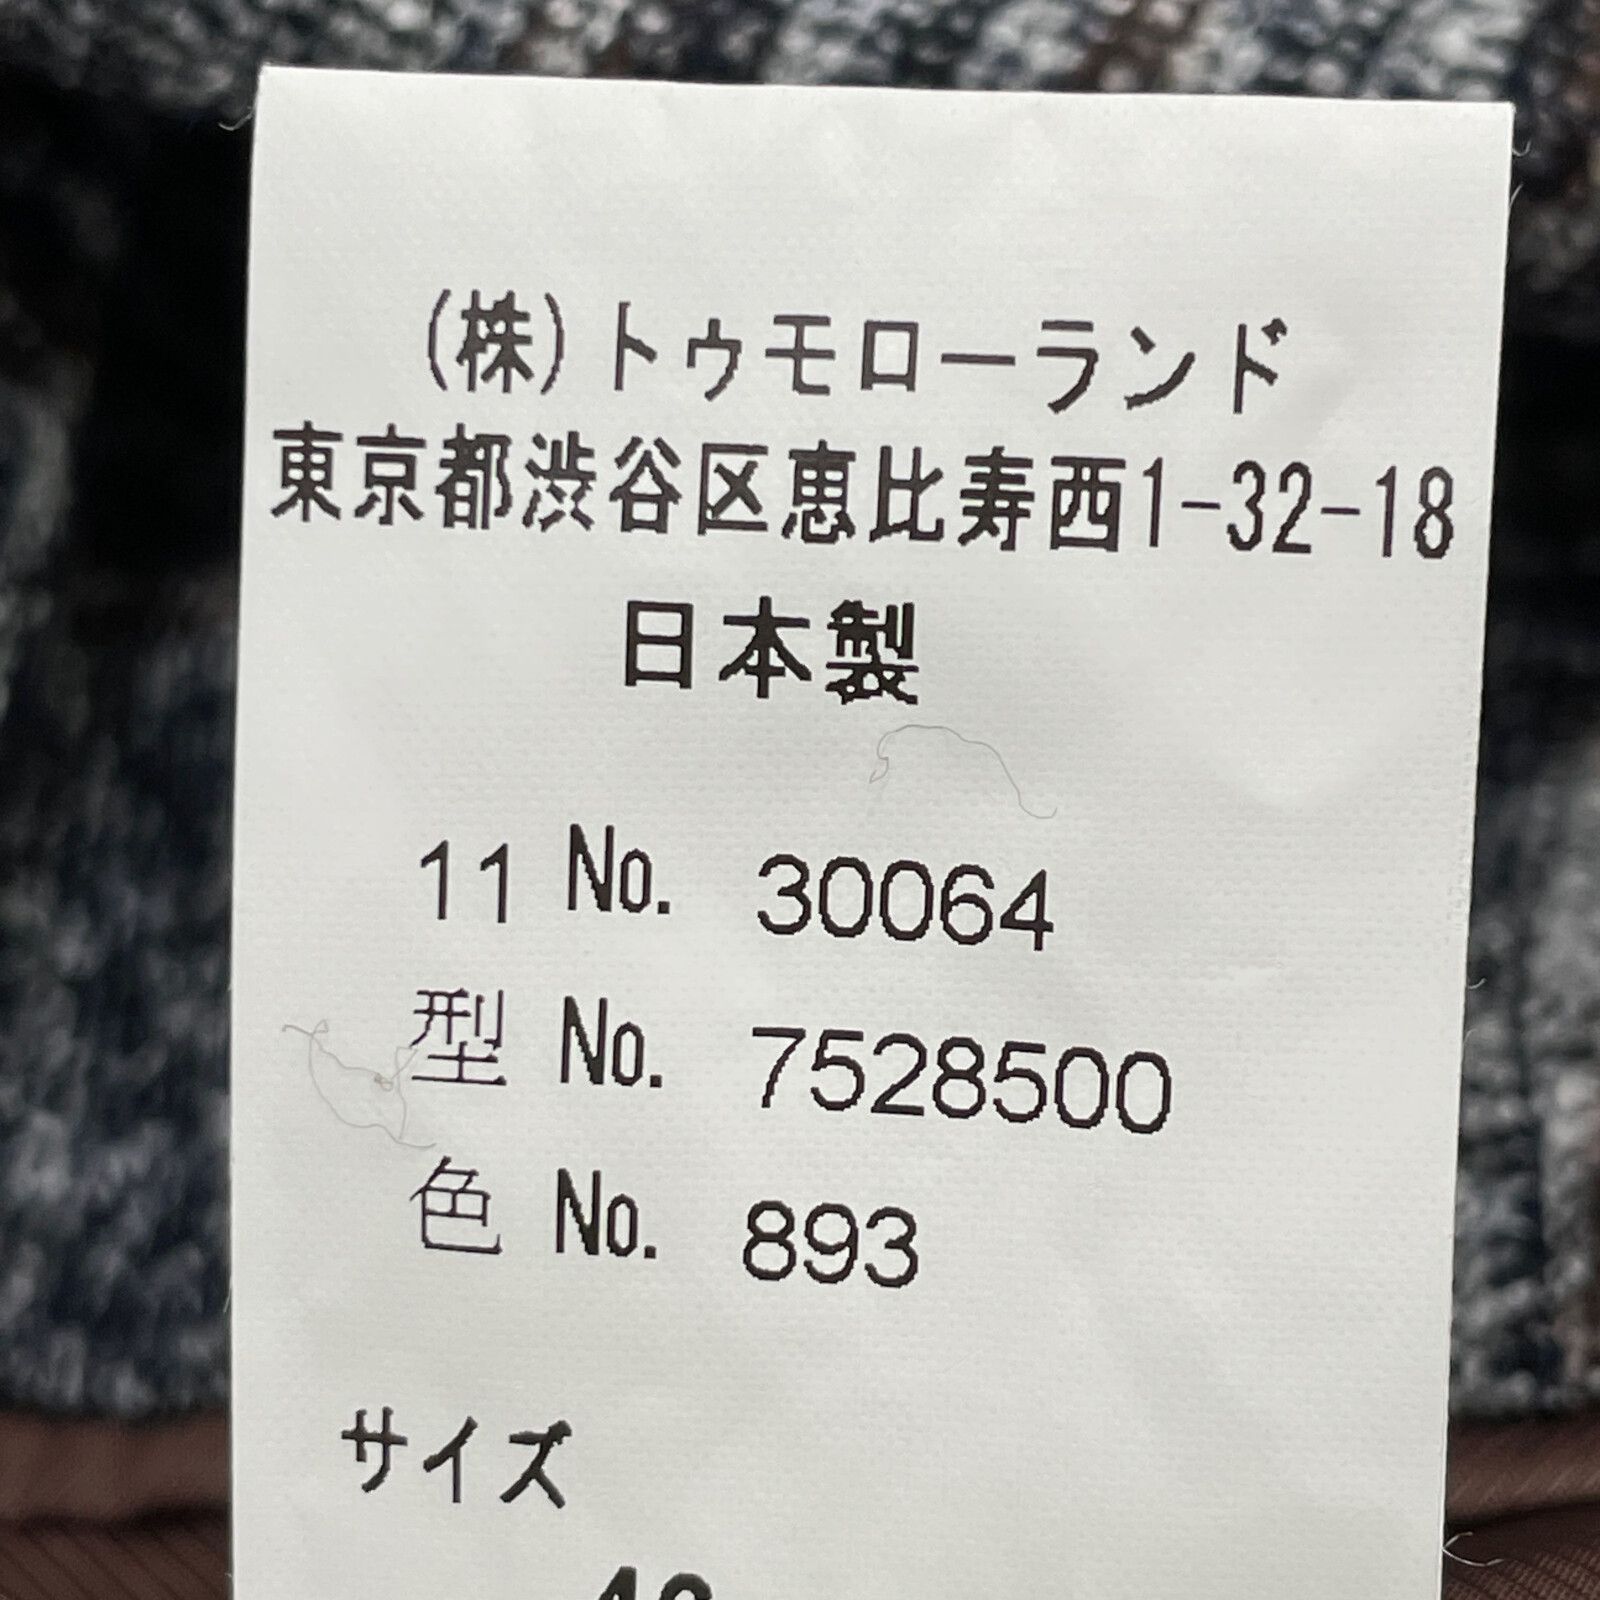 (株)トゥモローランド
東京都渋谷区恵比寿西1-32-18
日本製
11 No. 30064
型 No. 7528500
色 No. 893
サイズ